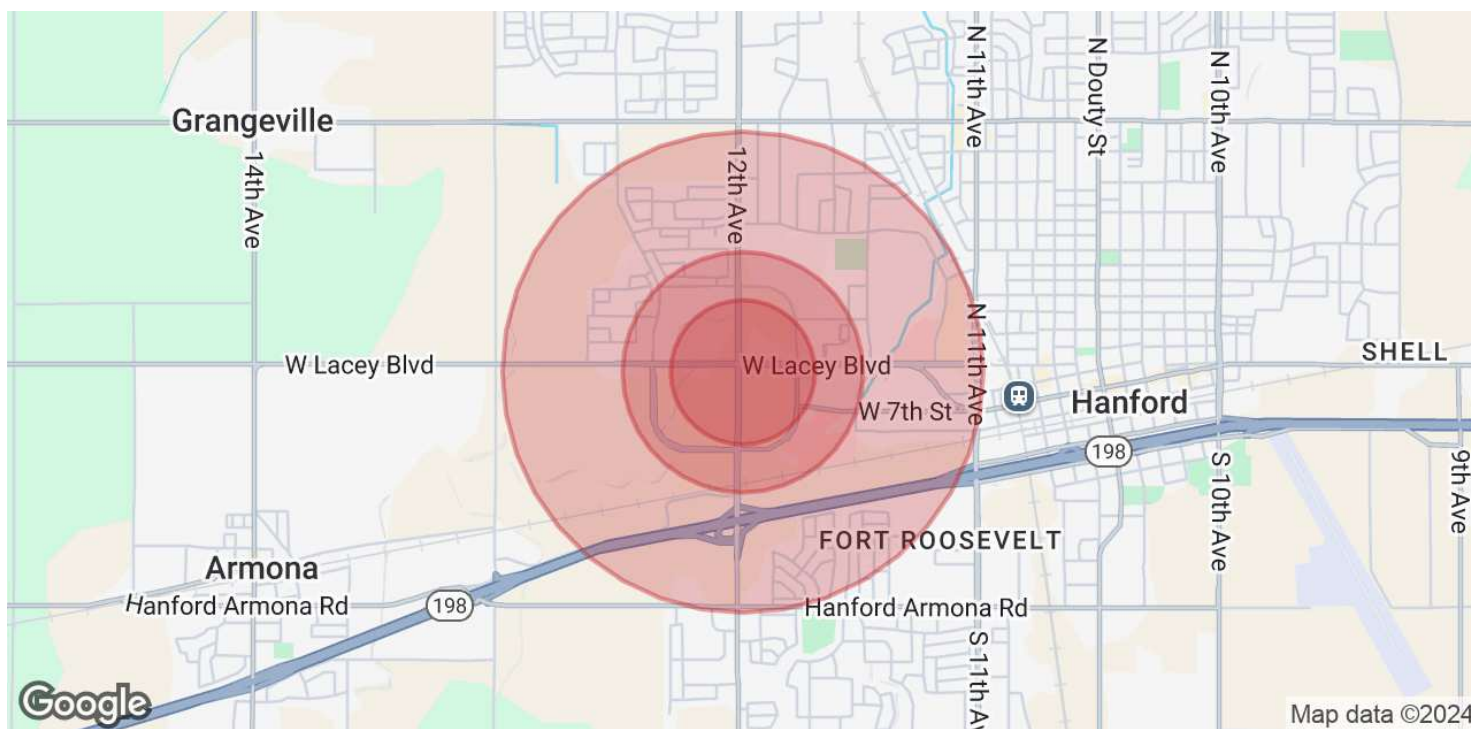 Grangeville
14th Ave
12th Ave
N 11th Ave
N Douty St
N 10th Ave
W Lacey Blvd
W Lacey Blvd
N 11th Ave
SHELL
W 7th St
Hanford
198
FORT ROOSEVELT
S 10th Ave
9th Ave
Armona
Hanford Armona Rd
198
Hanford Armona Rd
S 11th Av
Google
Map data ©2024